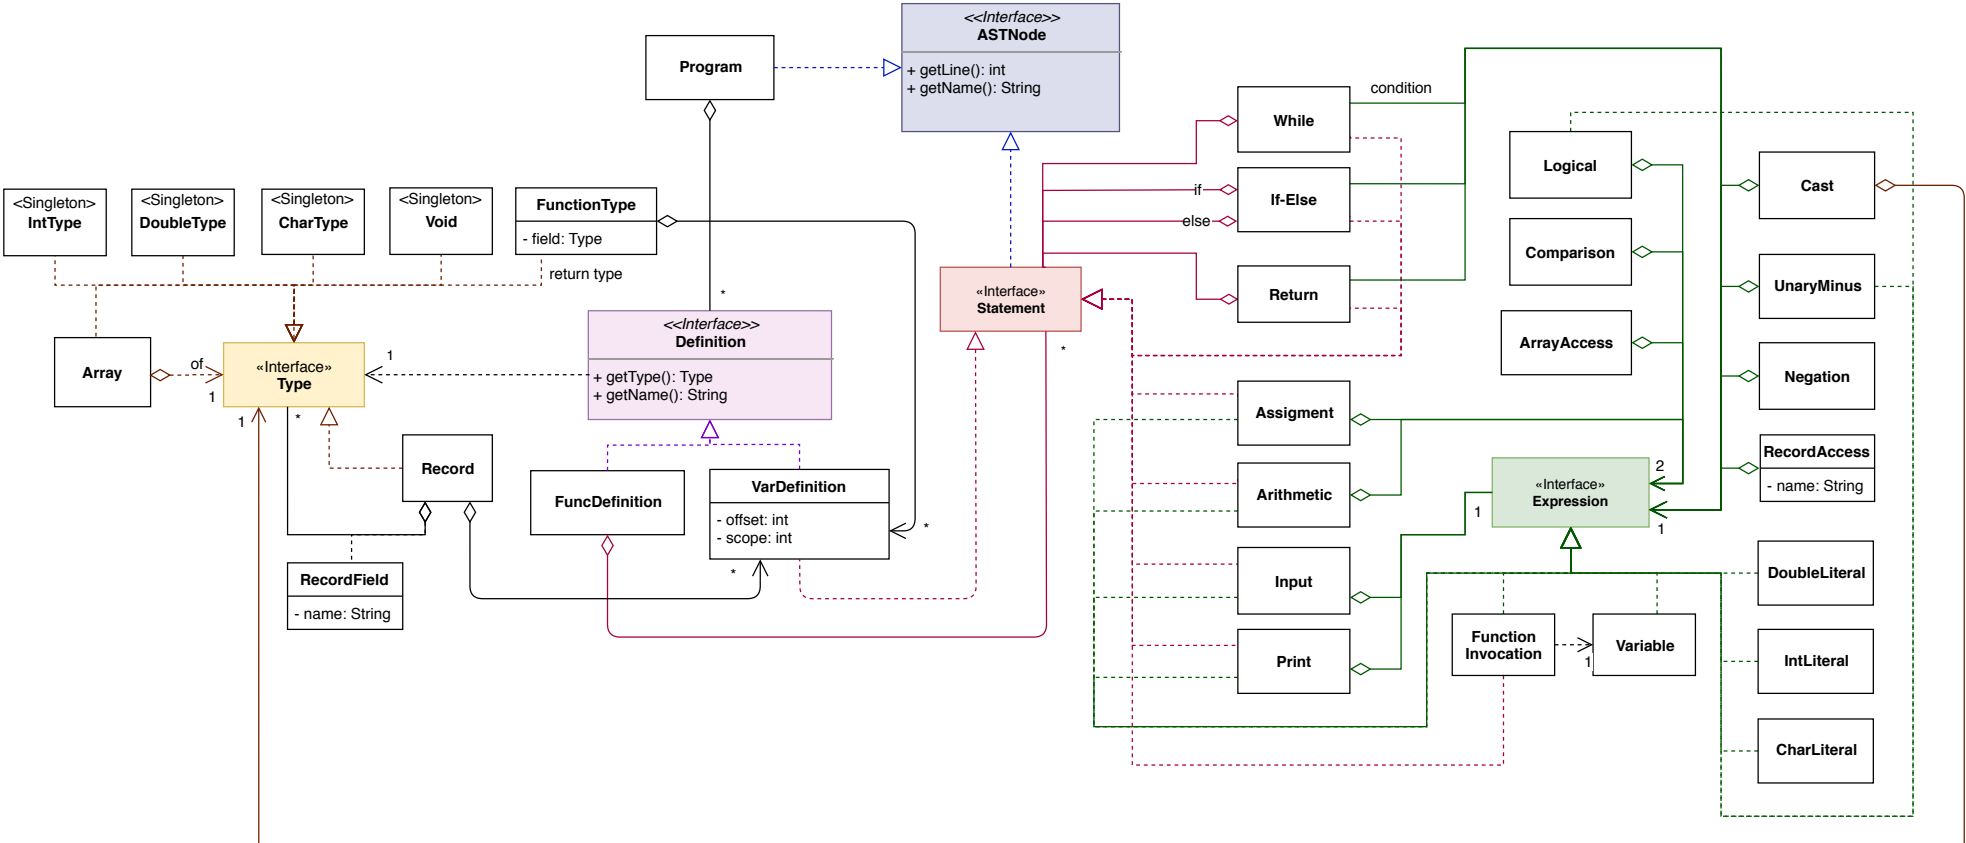 <<Interface>>
ASTNode
+ getLine(): int
+ getName(): String
Program
While
condition
If-Else
if
else
Return
Logical
Comparison
ArrayAccess
Cast
UnaryMinus
Negation
RecordAccess
- name: String
<Singleton>
IntType
<Singleton>
DoubleType
<Singleton>
CharType
<Singleton>
Void
FunctionType
- field: Type
return type
*
«Interface»
Statement
*
<<Interface>>
Definition
+ getType(): Type
+ getName(): String
1
Array
of
1
«Interface»
Type
1
*
Record
RecordField
- name: String
FuncDefinition
VarDefinition
- offset: int
- scope: int
*
*
Assigment
Arithmetic
Input
Print
«Interface»
Expression
2
1
1
Function
Invocation
1
Variable
DoubleLiteral
IntLiteral
CharLiteral